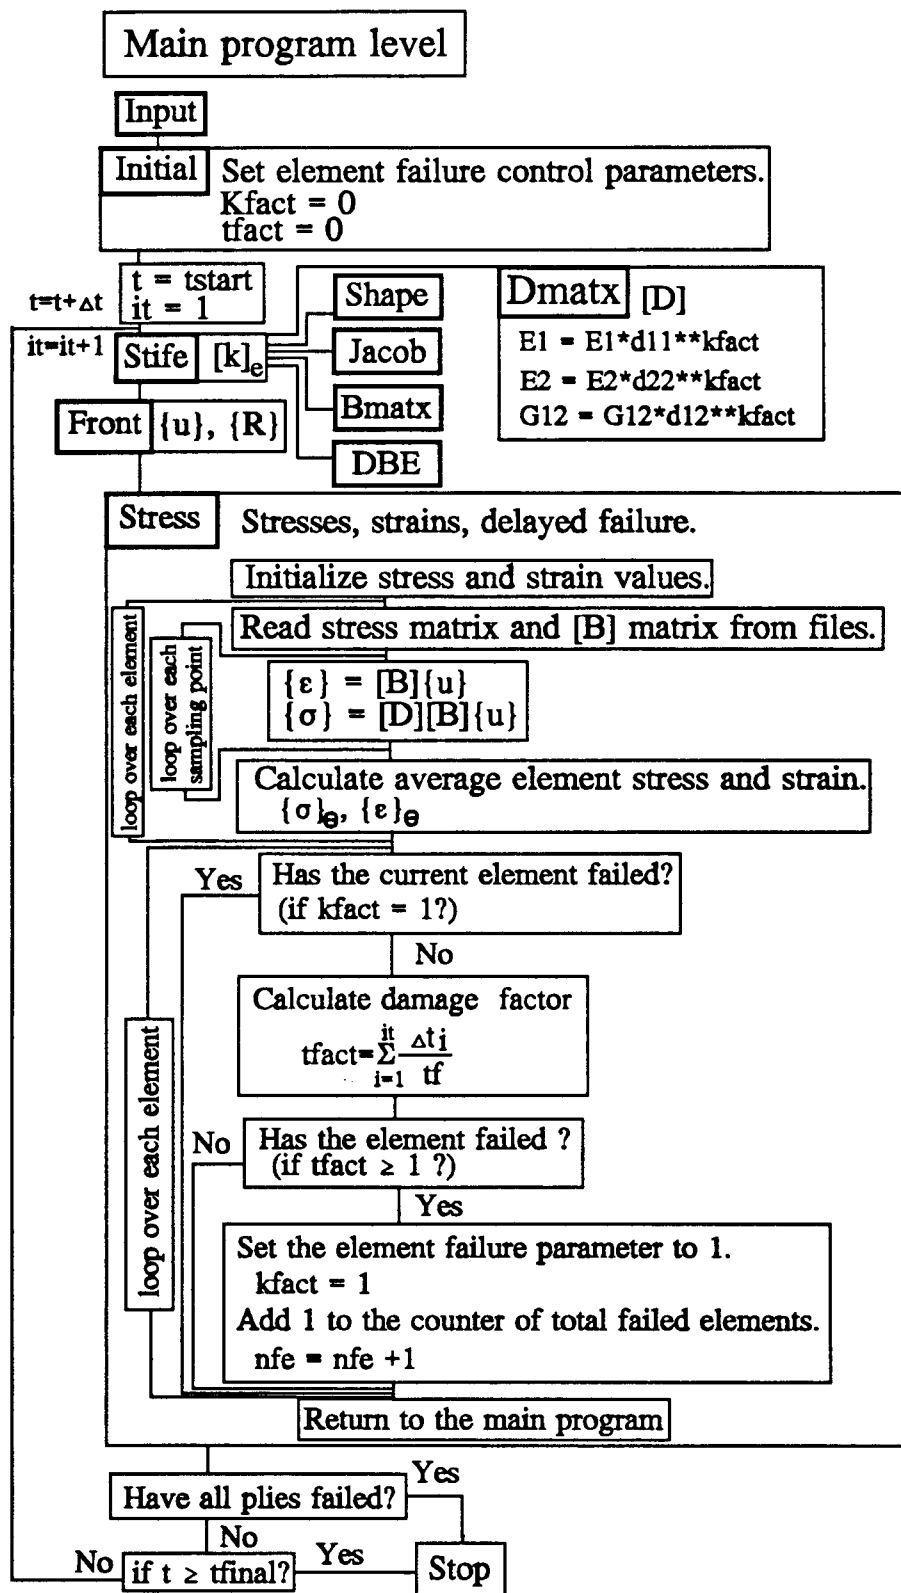 Main program level
Input
Initial
Set element failure control parameters.
Kfact = 0
tfact = 0
t = tstart
it = 1
t=t+Δt
it=it+1
Stife
[k]e
Shape
Jacob
Bmatx
DBE
Dmatx [D]
E1 = E1*d11**kfact
E2 = E2*d22**kfact
G12 = G12*d12**kfact
Front
{u}, {R}
Stress
Stresses, strains, delayed failure.
Initialize stress and strain values.
Read stress matrix and [B] matrix from files.
loop over each element
loop over each
sampling point
{ε} = [B]{u}
{σ} = [D][B]{u}
Calculate average element stress and strain.
{σ}e, {ε}e
Yes
Has the current element failed?
(if kfact = 1?)
No
Calculate damage factor
tfact= it Σ i=1 Δti / tf
loop over each element
No
Has the element failed ?
(if tfact ≥ 1 ?)
Yes
Set the element failure parameter to 1.
kfact = 1
Add 1 to the counter of total failed elements.
nfe = nfe +1
Return to the main program
Have all plies failed?
Yes
No
No
if t ≥ tfinal?
Yes
Stop